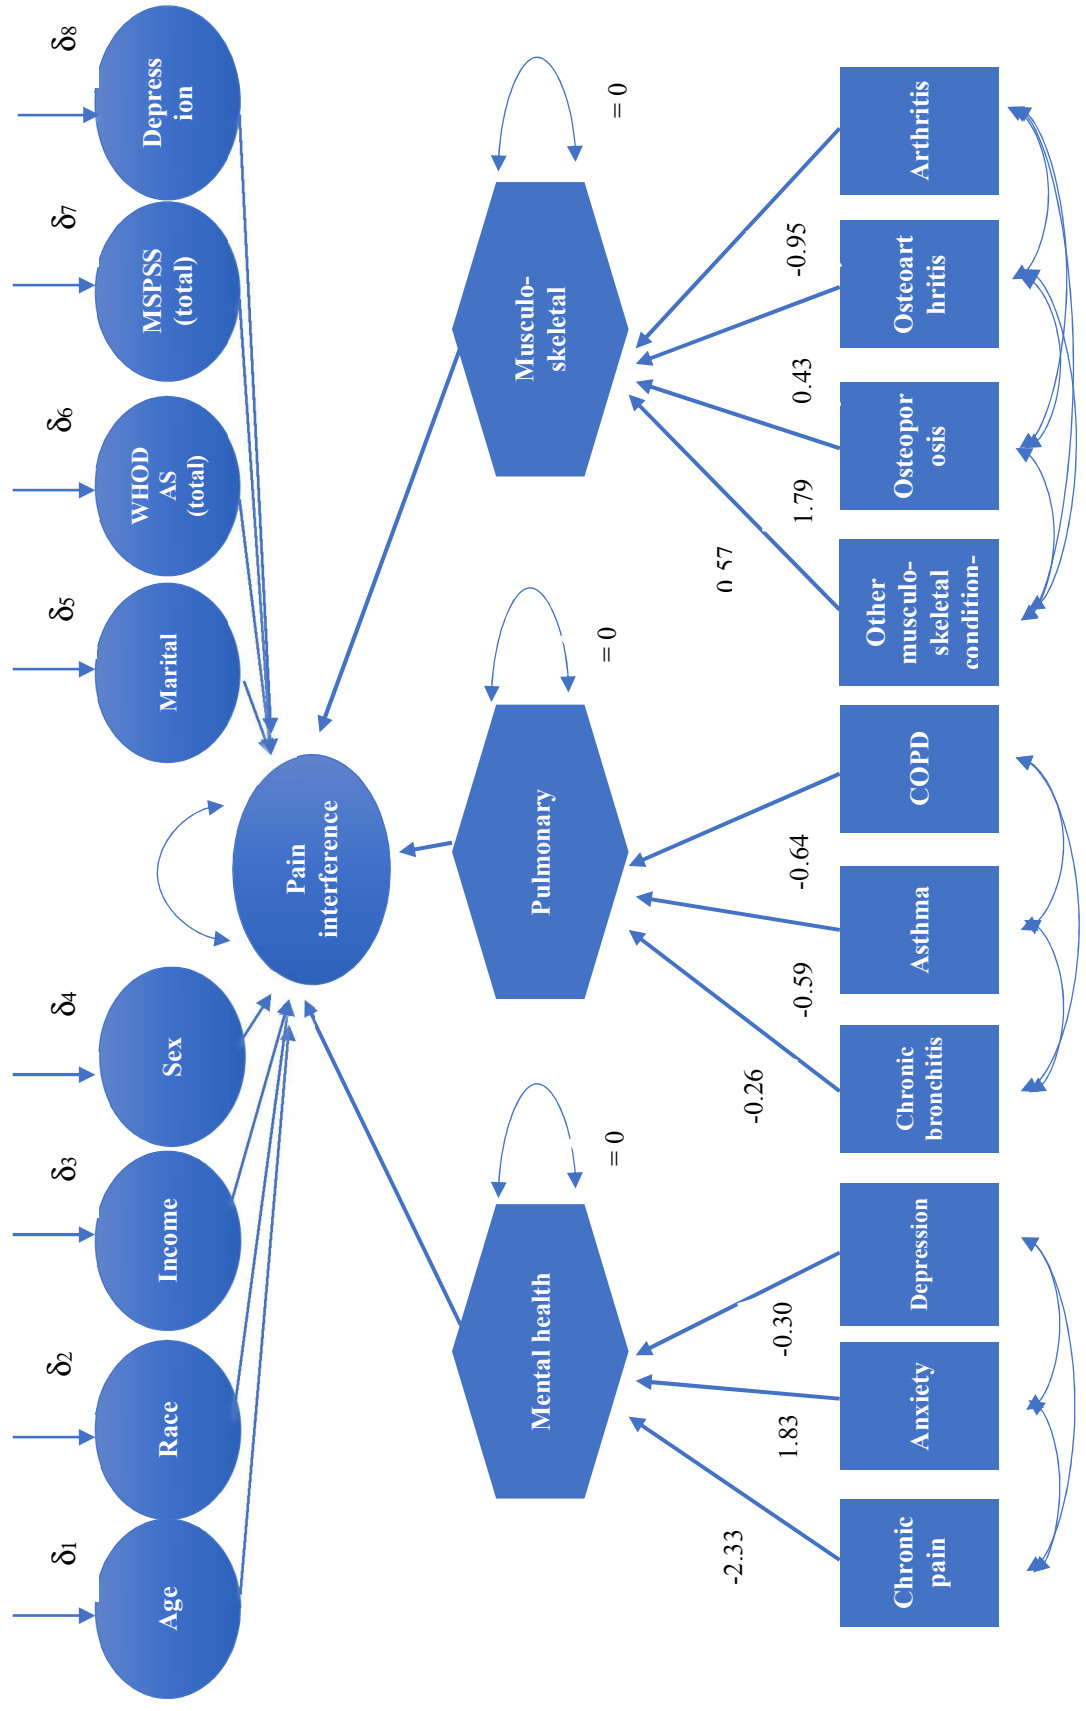 δ1
δ2
δ3
δ4
δ5
δ6
δ7
δ8
Age
Race
Income
Sex
Marital
WHOD
AS
(total)
MSPSS
(total)
Depress
ion
Pain
interference
Mental health
= 0
Pulmonary
= 0
Musculo-
skeletal
= 0
-2.33
1.83
-0.30
-0.26
-0.59
-0.64
0.57
1.79
0.43
-0.95
Chronic
pain
Anxiety
Depression
Chronic
bronchitis
Asthma
COPD
Other
musculo-
skeletal
condition-
Osteopor
osis
Osteoart
hritis
Arthritis